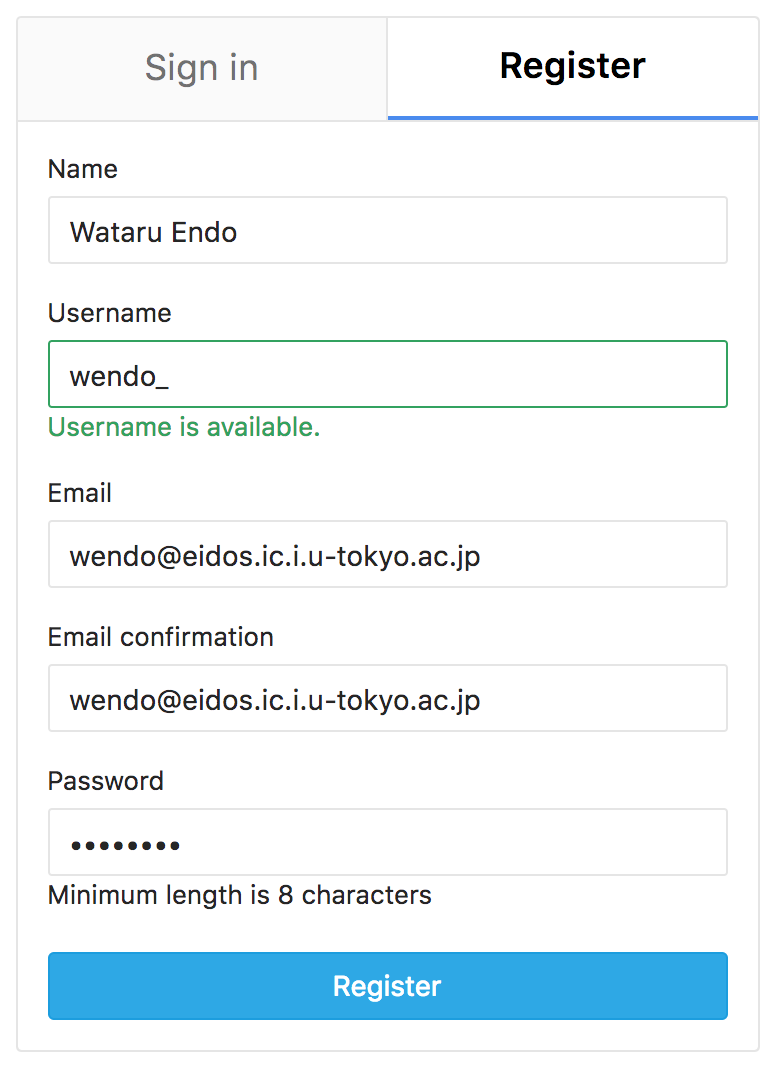 Sign in
Register
Name
Wataru Endo
Username
wendo_
Username is available.
Email
wendo@eidos.ic.i.u-tokyo.ac.jp
Email confirmation
wendo@eidos.ic.i.u-tokyo.ac.jp
Password
••••••••
Minimum length is 8 characters
Register